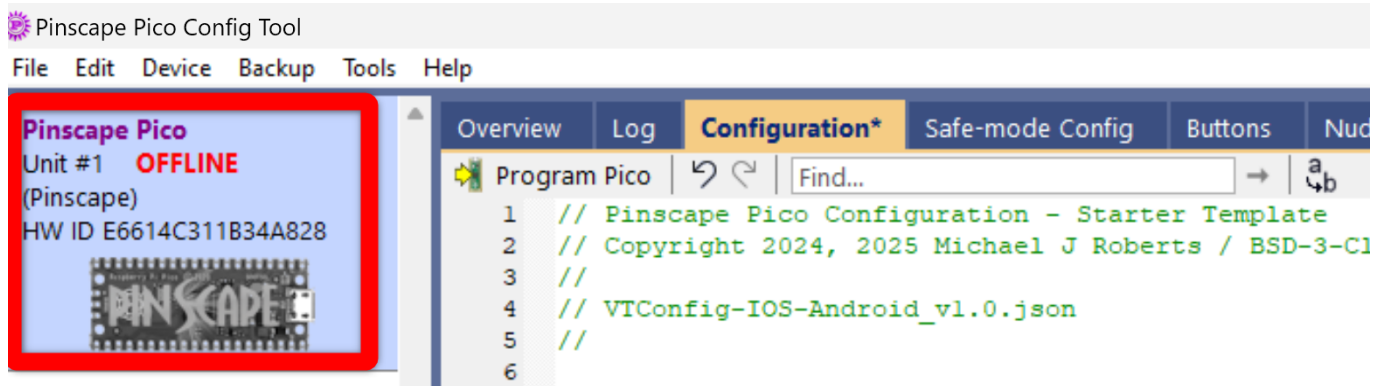 Pinscape Pico Config Tool
File Edit Device Backup Tools Help
Pinscape Pico
Unit #1 OFFLINE
(Pinscape)
HW ID E6614C311B34A828
PINSCAPE
Overview Log Configuration* Safe-mode Config Buttons Nud
Program Pico Find...
1 // Pinscape Pico Configuration - Starter Template
2 // Copyright 2024, 2025 Michael J Roberts / BSD-3-Cl
3 //
4 // VTConfig-IOS-Android_v1.0.json
5 //
6